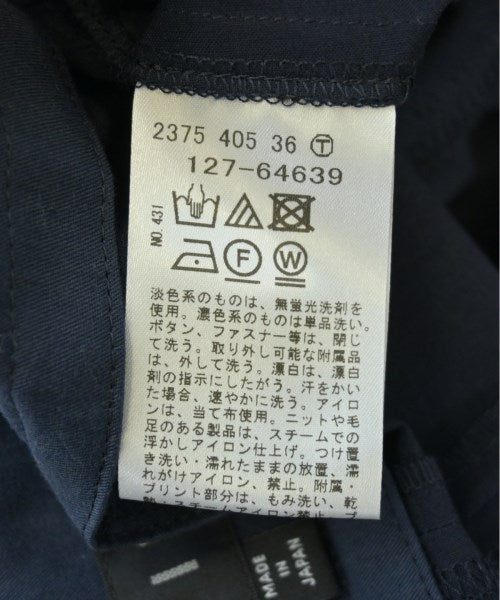 2375 405 36 Ⓣ
127-64639
NO.431
F W
淡色系のものは、無蛍光洗剤を
使用。濃色系のものは単品洗い。
ボタン、ファスナー等は、閉じ
て洗う。取り外し可能な附属品
は、外して洗う。漂白は、漂白
剤の指示にしたがう。汗をかい
た場合、速やかに洗う。アイロ
ンは、当て布使用。ニットや毛
足のある製品は、スチームでの
浮かしアイロン仕上げ。つけ置
き洗い・濡れたままの放置、濡
れがけアイロン、禁止。附属・
プリント部分は、もみ洗い、乾
MADE
IN
JAPAN